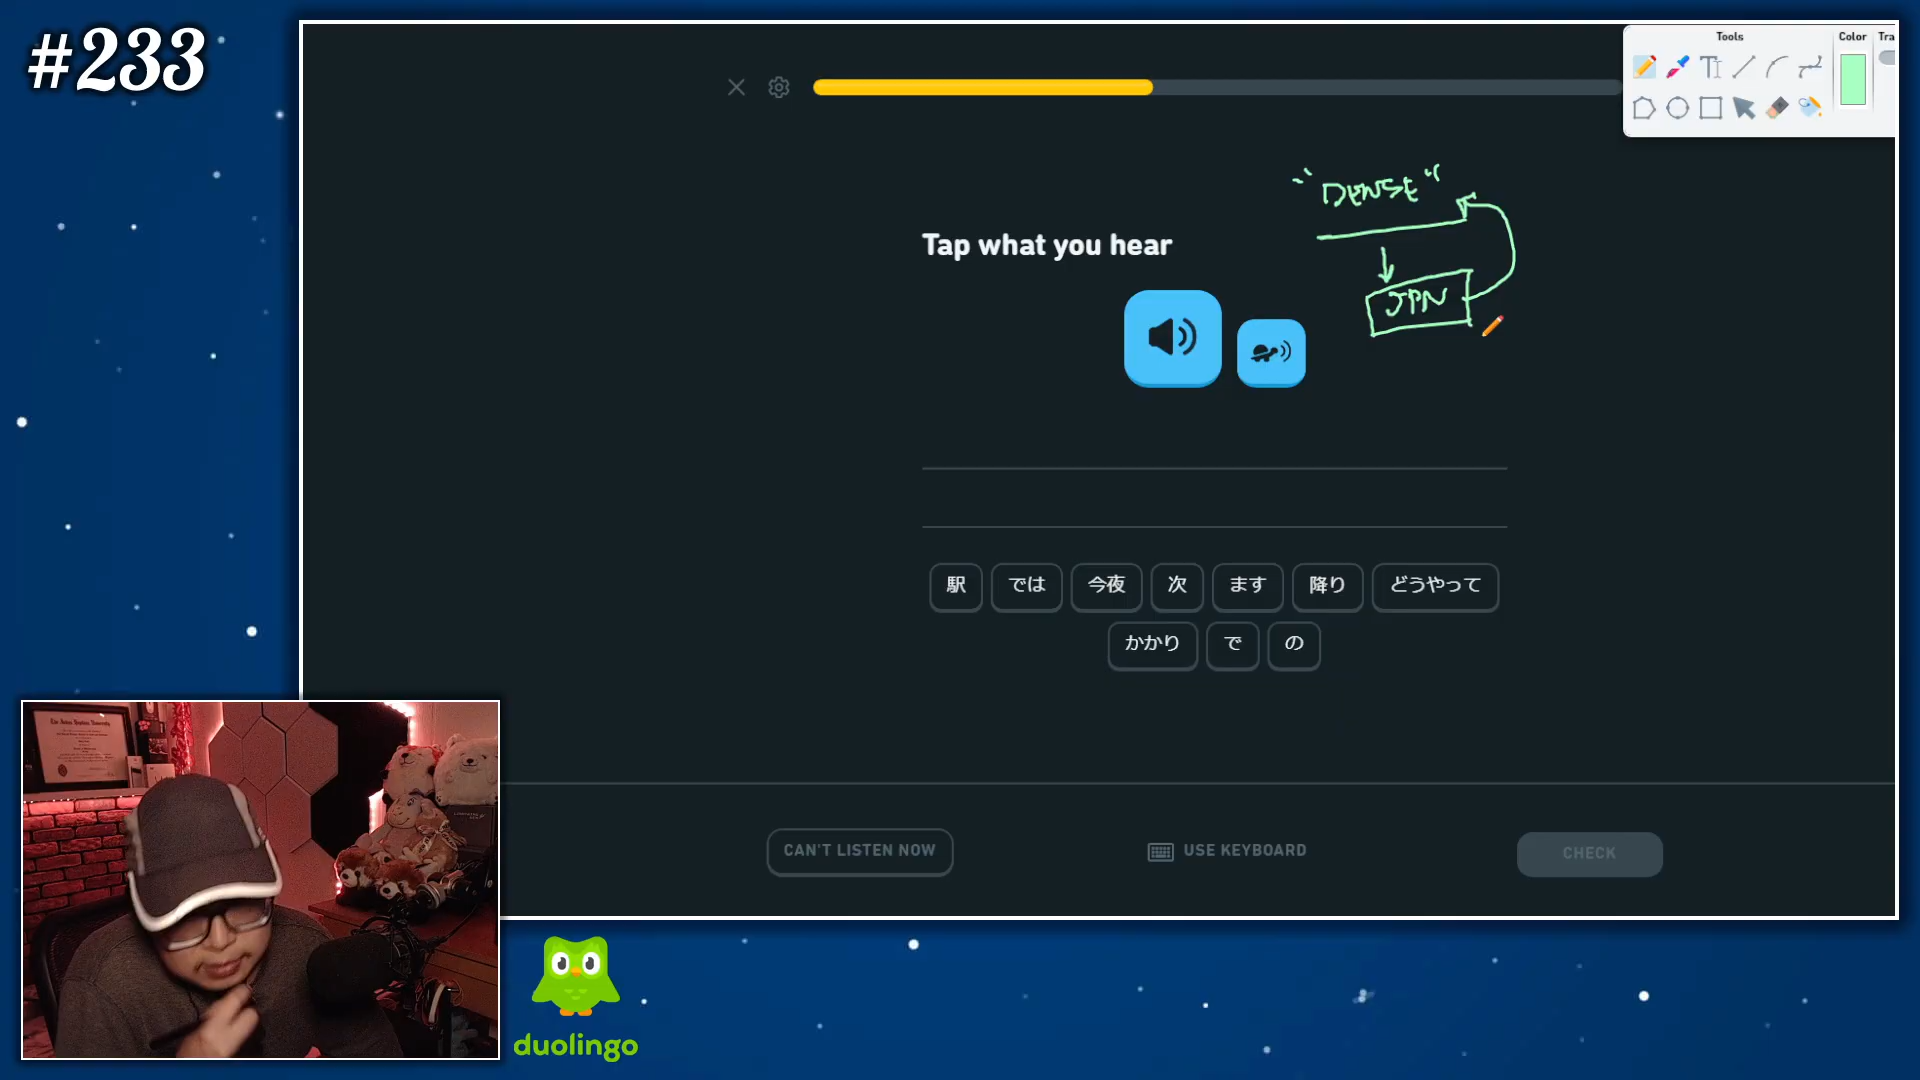 #233
Tools
Color
Tra
"DENSE"
Tap what you hear
JPN
駅 では 今夜 次 ます 降り どうやって
かかり で の
CAN'T LISTEN NOW
USE KEYBOARD
CHECK
duolingo